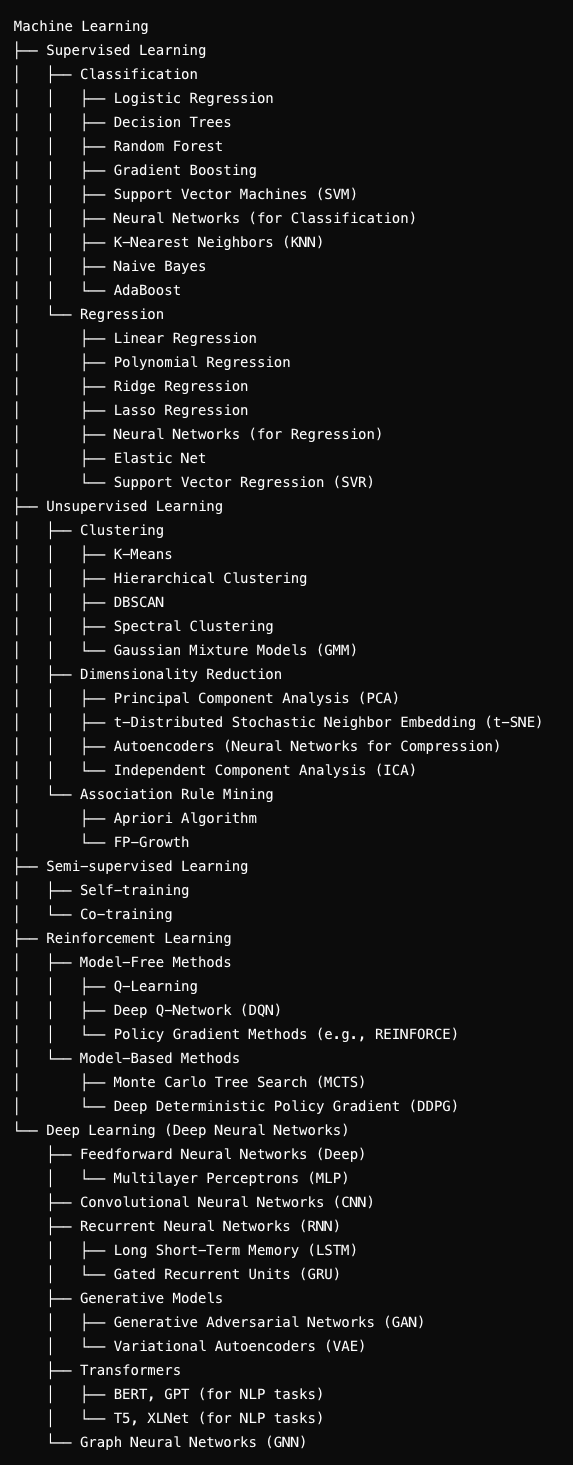 Machine Learning
├── Supervised Learning
│   ├── Classification
│   │   ├── Logistic Regression
│   │   ├── Decision Trees
│   │   ├── Random Forest
│   │   ├── Gradient Boosting
│   │   ├── Support Vector Machines (SVM)
│   │   ├── Neural Networks (for Classification)
│   │   ├── K-Nearest Neighbors (KNN)
│   │   ├── Naive Bayes
│   │   └── AdaBoost
│   └── Regression
│       ├── Linear Regression
│       ├── Polynomial Regression
│       ├── Ridge Regression
│       ├── Lasso Regression
│       ├── Neural Networks (for Regression)
│       ├── Elastic Net
│       └── Support Vector Regression (SVR)
├── Unsupervised Learning
│   ├── Clustering
│   │   ├── K-Means
│   │   ├── Hierarchical Clustering
│   │   ├── DBSCAN
│   │   ├── Spectral Clustering
│   │   └── Gaussian Mixture Models (GMM)
│   ├── Dimensionality Reduction
│   │   ├── Principal Component Analysis (PCA)
│   │   ├── t-Distributed Stochastic Neighbor Embedding (t-SNE)
│   │   ├── Autoencoders (Neural Networks for Compression)
│   │   └── Independent Component Analysis (ICA)
│   └── Association Rule Mining
│       ├── Apriori Algorithm
│       └── FP-Growth
├── Semi-supervised Learning
│   ├── Self-training
│   └── Co-training
├── Reinforcement Learning
│   ├── Model-Free Methods
│   │   ├── Q-Learning
│   │   ├── Deep Q-Network (DQN)
│   │   └── Policy Gradient Methods (e.g., REINFORCE)
│   └── Model-Based Methods
│       ├── Monte Carlo Tree Search (MCTS)
│       └── Deep Deterministic Policy Gradient (DDPG)
└── Deep Learning (Deep Neural Networks)
    ├── Feedforward Neural Networks (Deep)
    │   └── Multilayer Perceptrons (MLP)
    ├── Convolutional Neural Networks (CNN)
    ├── Recurrent Neural Networks (RNN)
    │   ├── Long Short-Term Memory (LSTM)
    │   └── Gated Recurrent Units (GRU)
    ├── Generative Models
    │   ├── Generative Adversarial Networks (GAN)
    │   └── Variational Autoencoders (VAE)
    ├── Transformers
    │   ├── BERT, GPT (for NLP tasks)
    │   └── T5, XLNet (for NLP tasks)
    └── Graph Neural Networks (GNN)